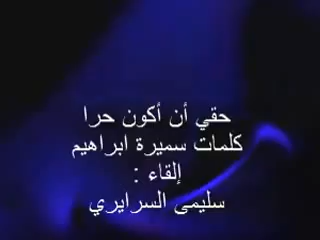 حقي أن أكون حرا
كلمات سميرة ابراهيم
إلقاء :
سليمى السرايري